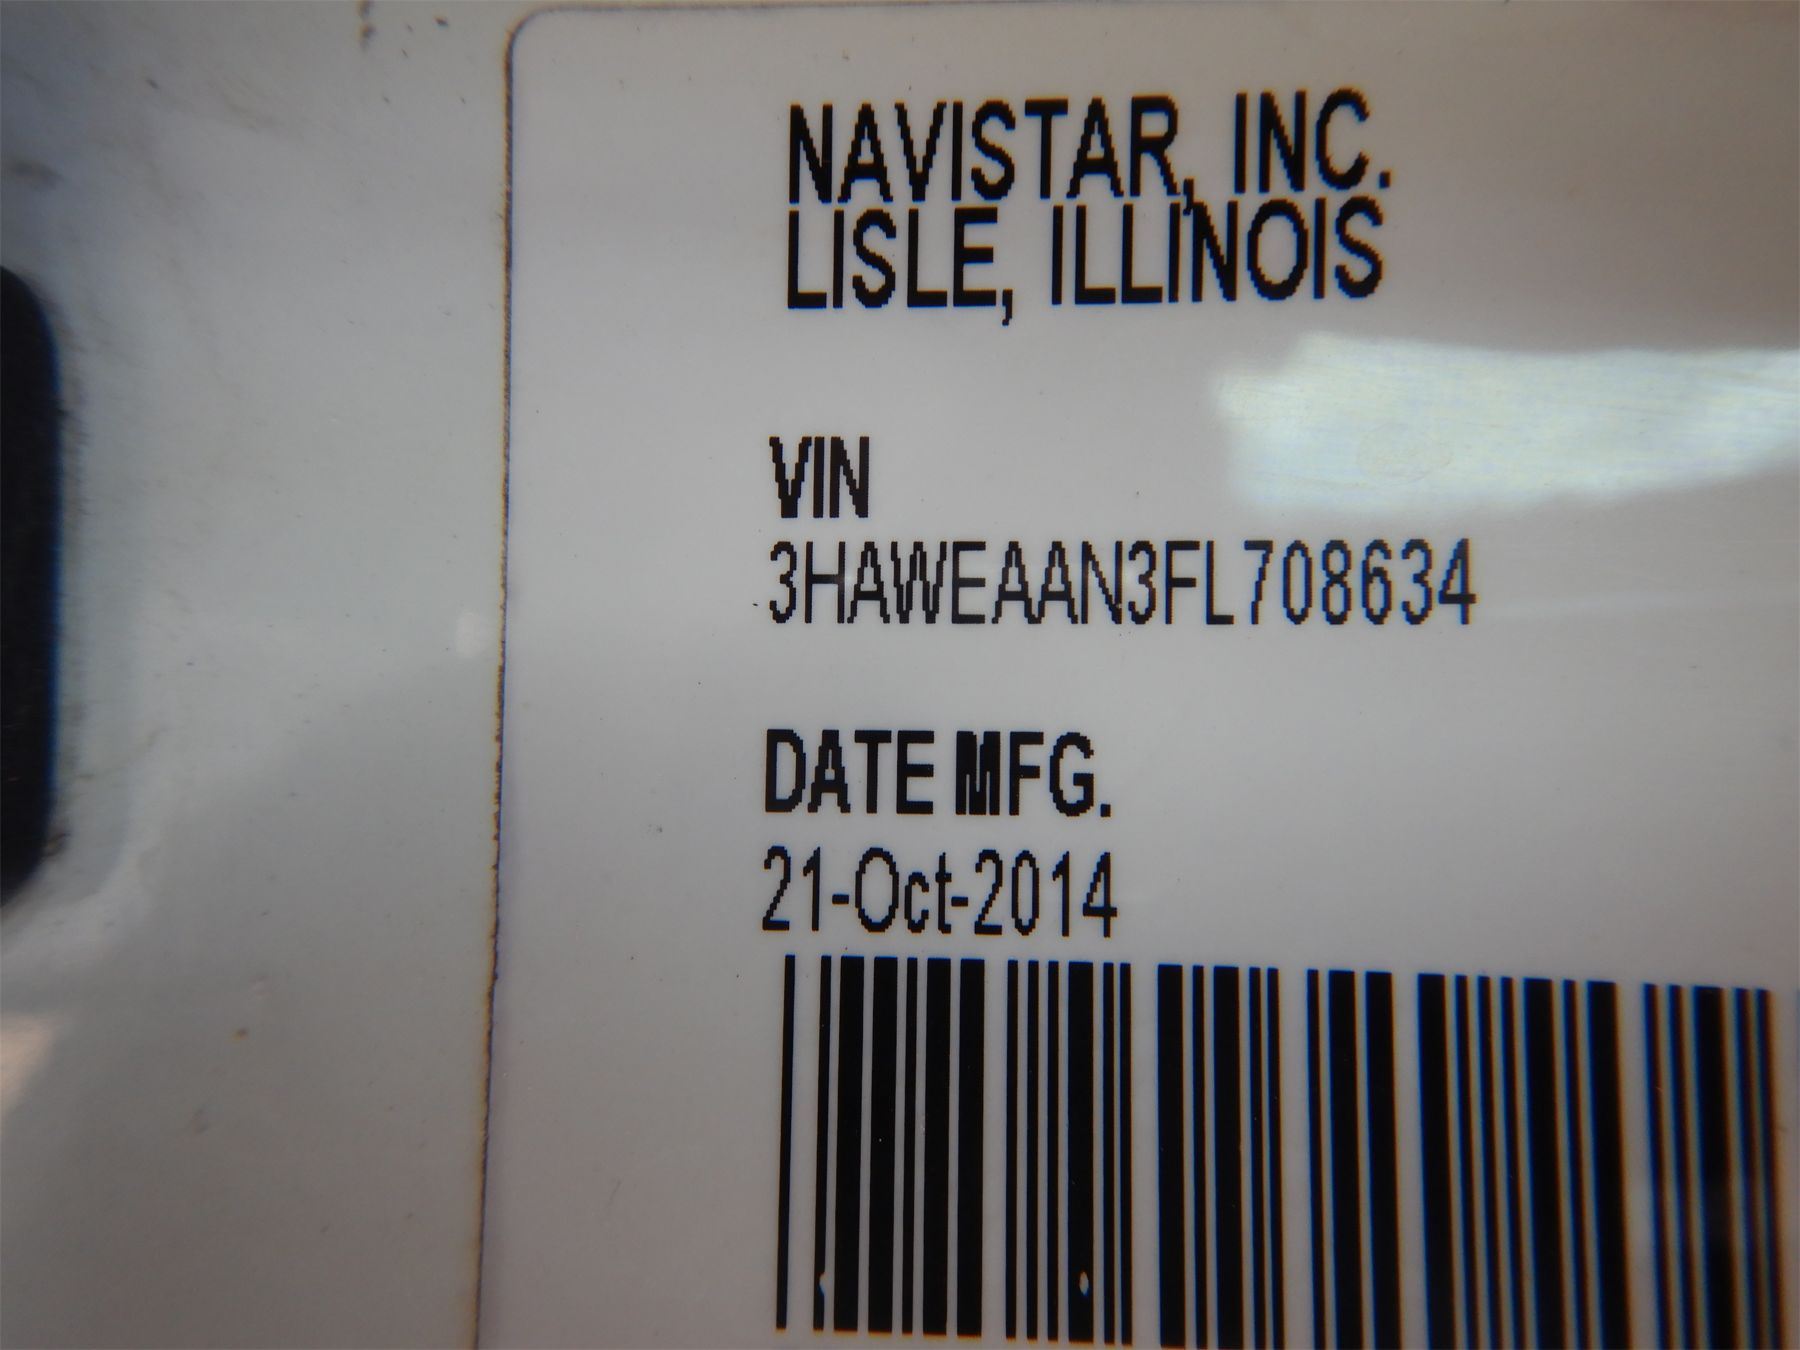 NAVISTAR, INC.
LISLE, ILLINOIS
VIN
3HAWEAAN3FL708634
DATE MFG.
21-Oct-2014